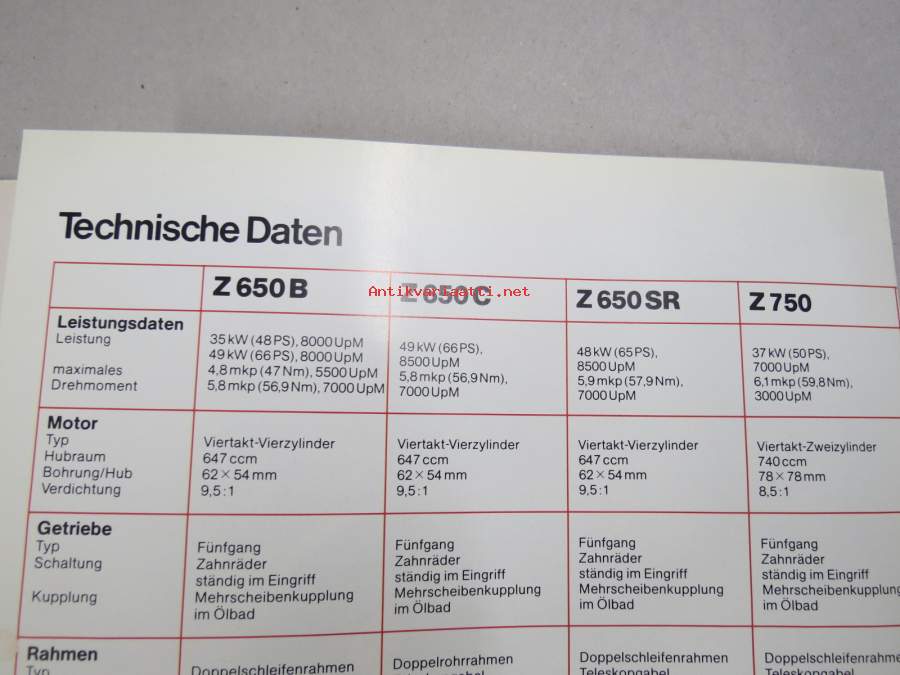 Technische Daten
Z 650 B
Z 650 C
Z 650 SR
Z 750
Antikvariaatti.net
Leistungsdaten
Leistung
maximales
Drehmoment
35 kW (48 PS), 8000 UpM
49 kW (66 PS), 8000 UpM
4,8 mkp (47 Nm), 5500 UpM
5,8 mkp (56,9 Nm), 7000 UpM
49 kW (66 PS),
8500 UpM
5,8 mkp (56,9 Nm),
7000 UpM
48 kW (65 PS),
8500 UpM
5,9 mkp (57,9 Nm),
7000 UpM
37 kW (50 PS),
7000 UpM
6,1 mkp (59,8 Nm),
3000 UpM
Motor
Typ
Hubraum
Bohrung/Hub
Verdichtung
Viertakt-Vierzylinder
647 ccm
62 × 54 mm
9,5 : 1
Viertakt-Vierzylinder
647 ccm
62 × 54 mm
9,5 : 1
Viertakt-Vierzylinder
647 ccm
62 × 54 mm
9,5 : 1
Viertakt-Zweizylinder
740 ccm
78 × 78 mm
8,5 : 1
Getriebe
Typ
Schaltung
Kupplung
Fünfgang
Zahnräder
ständig im Eingriff
Mehrscheibenkupplung
im Ölbad
Fünfgang
Zahnräder
ständig im Eingriff
Mehrscheibenkupplung
im Ölbad
Fünfgang
Zahnräder
ständig im Eingriff
Mehrscheibenkupplung
im Ölbad
Fünfgang
Zahnräder
ständig im Eingriff
Mehrscheibenkupplung
im Ölbad
Rahmen
Typ
Doppelschleifenrahmen
Doppelrohrrahmen
Doppelschleifenrahmen
Teleskopgabel
Doppelschleifenrahmen
Teleskopgabel